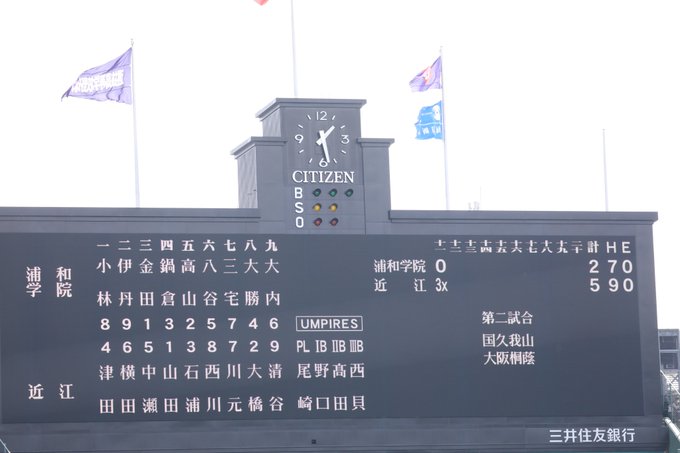 12
3
6
9
CITIZEN
B
S
O
一 二 三 四 五 六 七 八 九
浦和学院
小林 伊丹 金田 鍋倉 高山 八谷 三宅 大勝 大内
8 9 1 3 2 5 7 4 6
4 6 5 1 3 8 7 2 9
近江
津田 横田 中瀬 山田 石浦 西川 川元 大橋 清谷
UMPIRES
PL ⅠB ⅡB ⅢB
尾崎 野口 高田 西貝
十一 十二 十三 十四 十五 十六 十七 十八 十九 二十 計 H E
浦和学院 0 2 7 0
近江 3x 5 9 0
第二試合
国久我山
大阪桐蔭
三井住友銀行